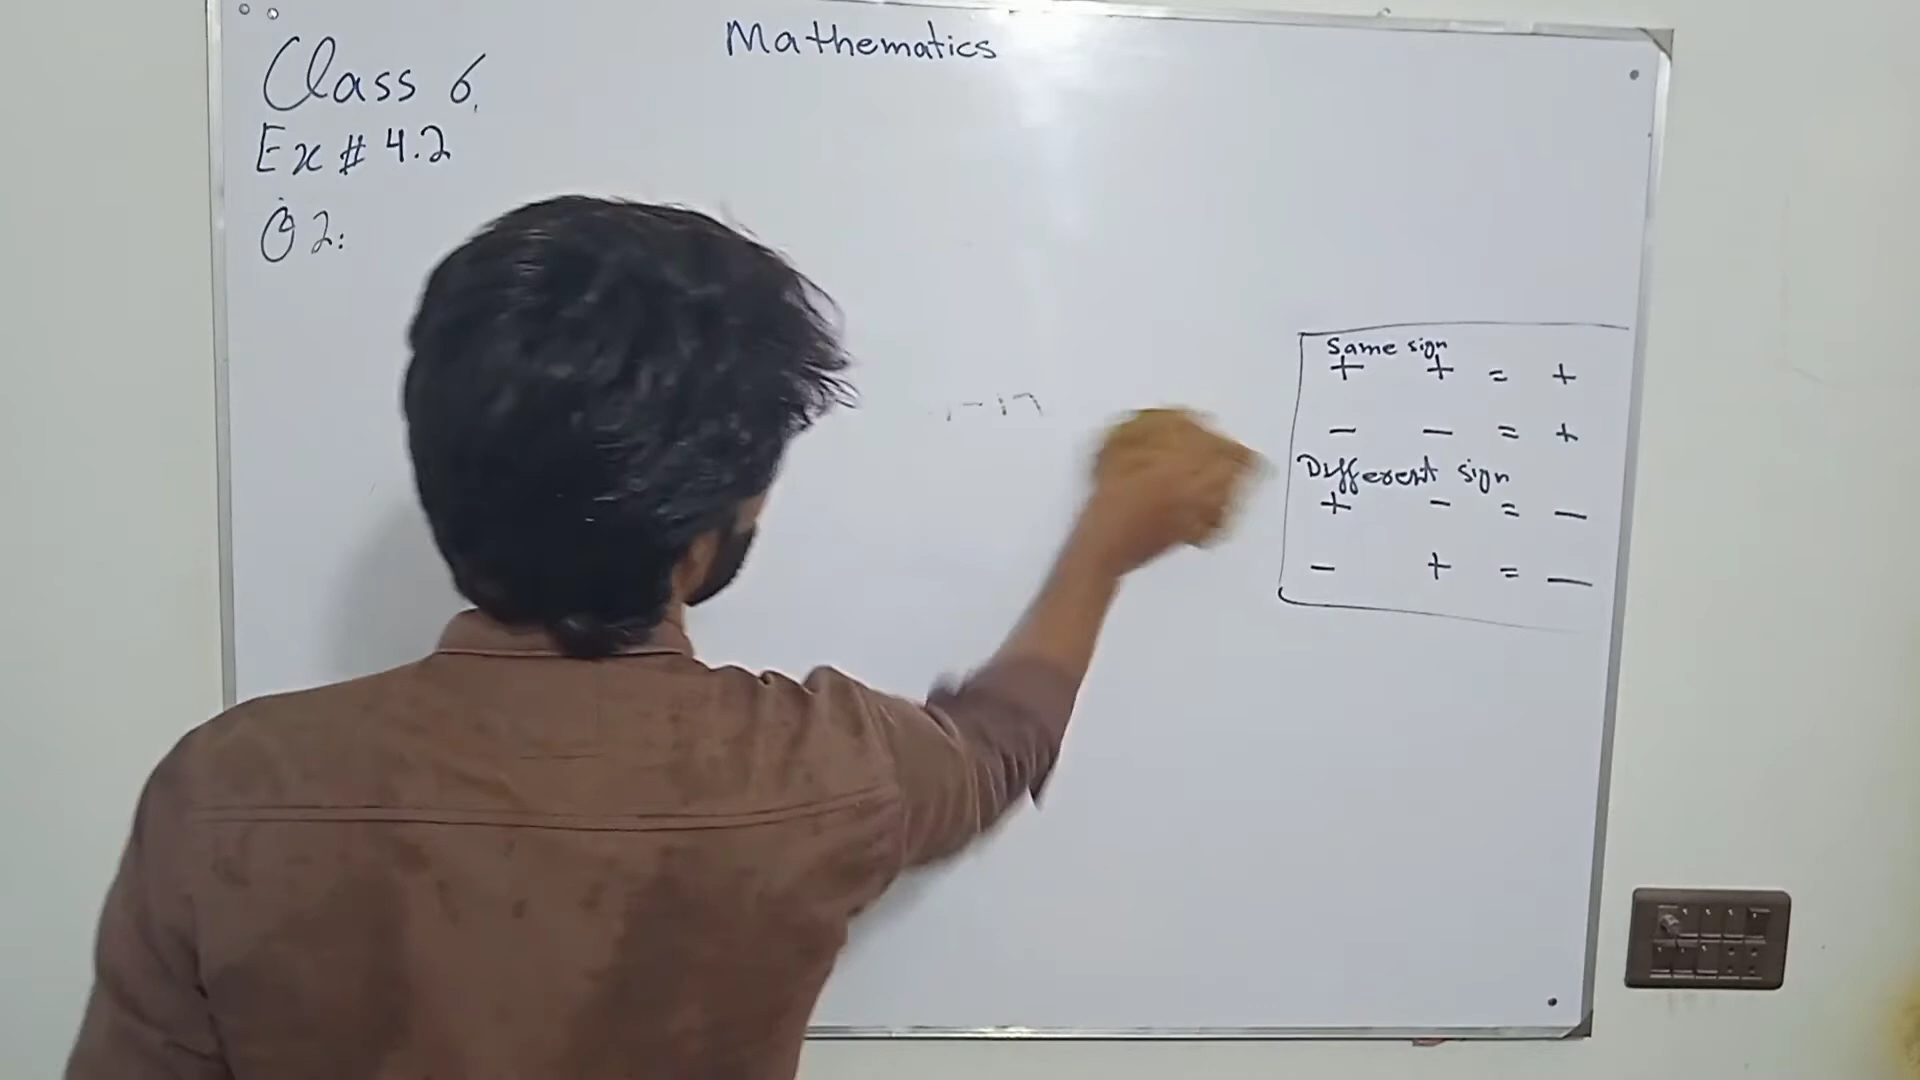 Mathematics
Class 6.
Ex # 4.2
Q 2:
Same sign
+ + = +
- - = +
Different sign
+ - = -
- + = -